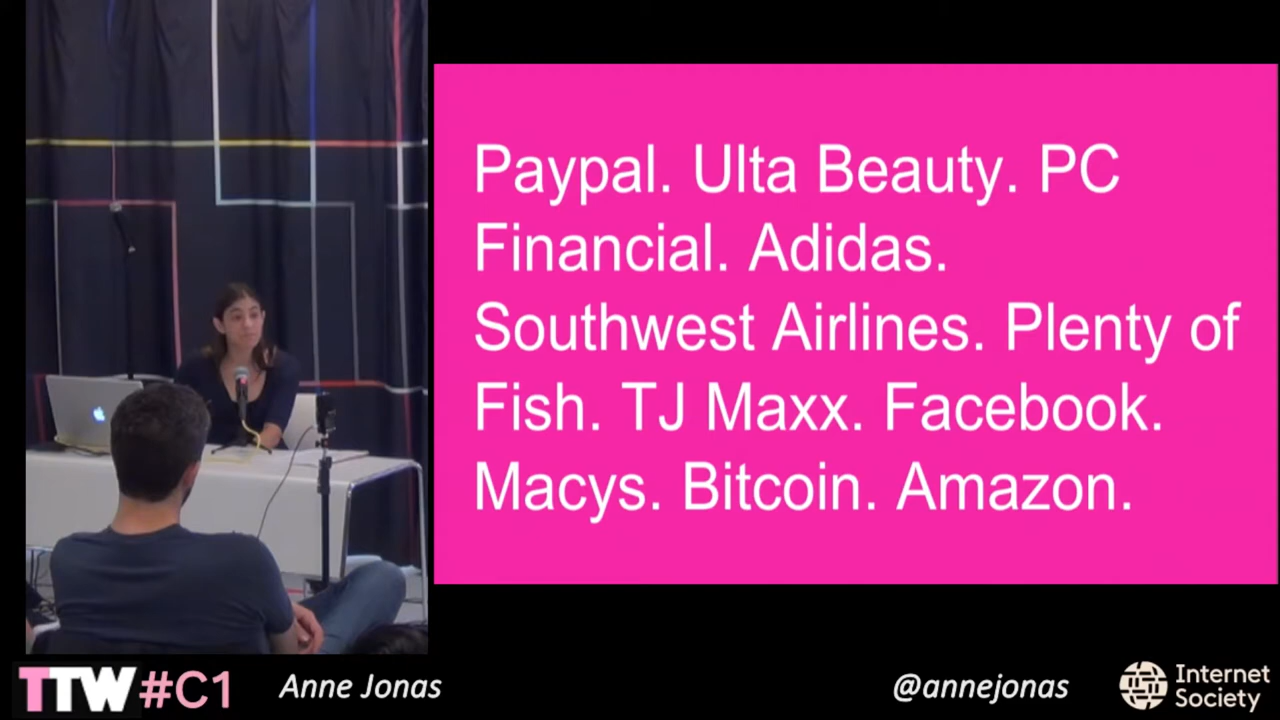 Paypal. Ulta Beauty. PC
Financial. Adidas.
Southwest Airlines. Plenty of
Fish. TJ Maxx. Facebook.
Macys. Bitcoin. Amazon.
TTW #C1
Anne Jonas
@annejonas
Internet
Society